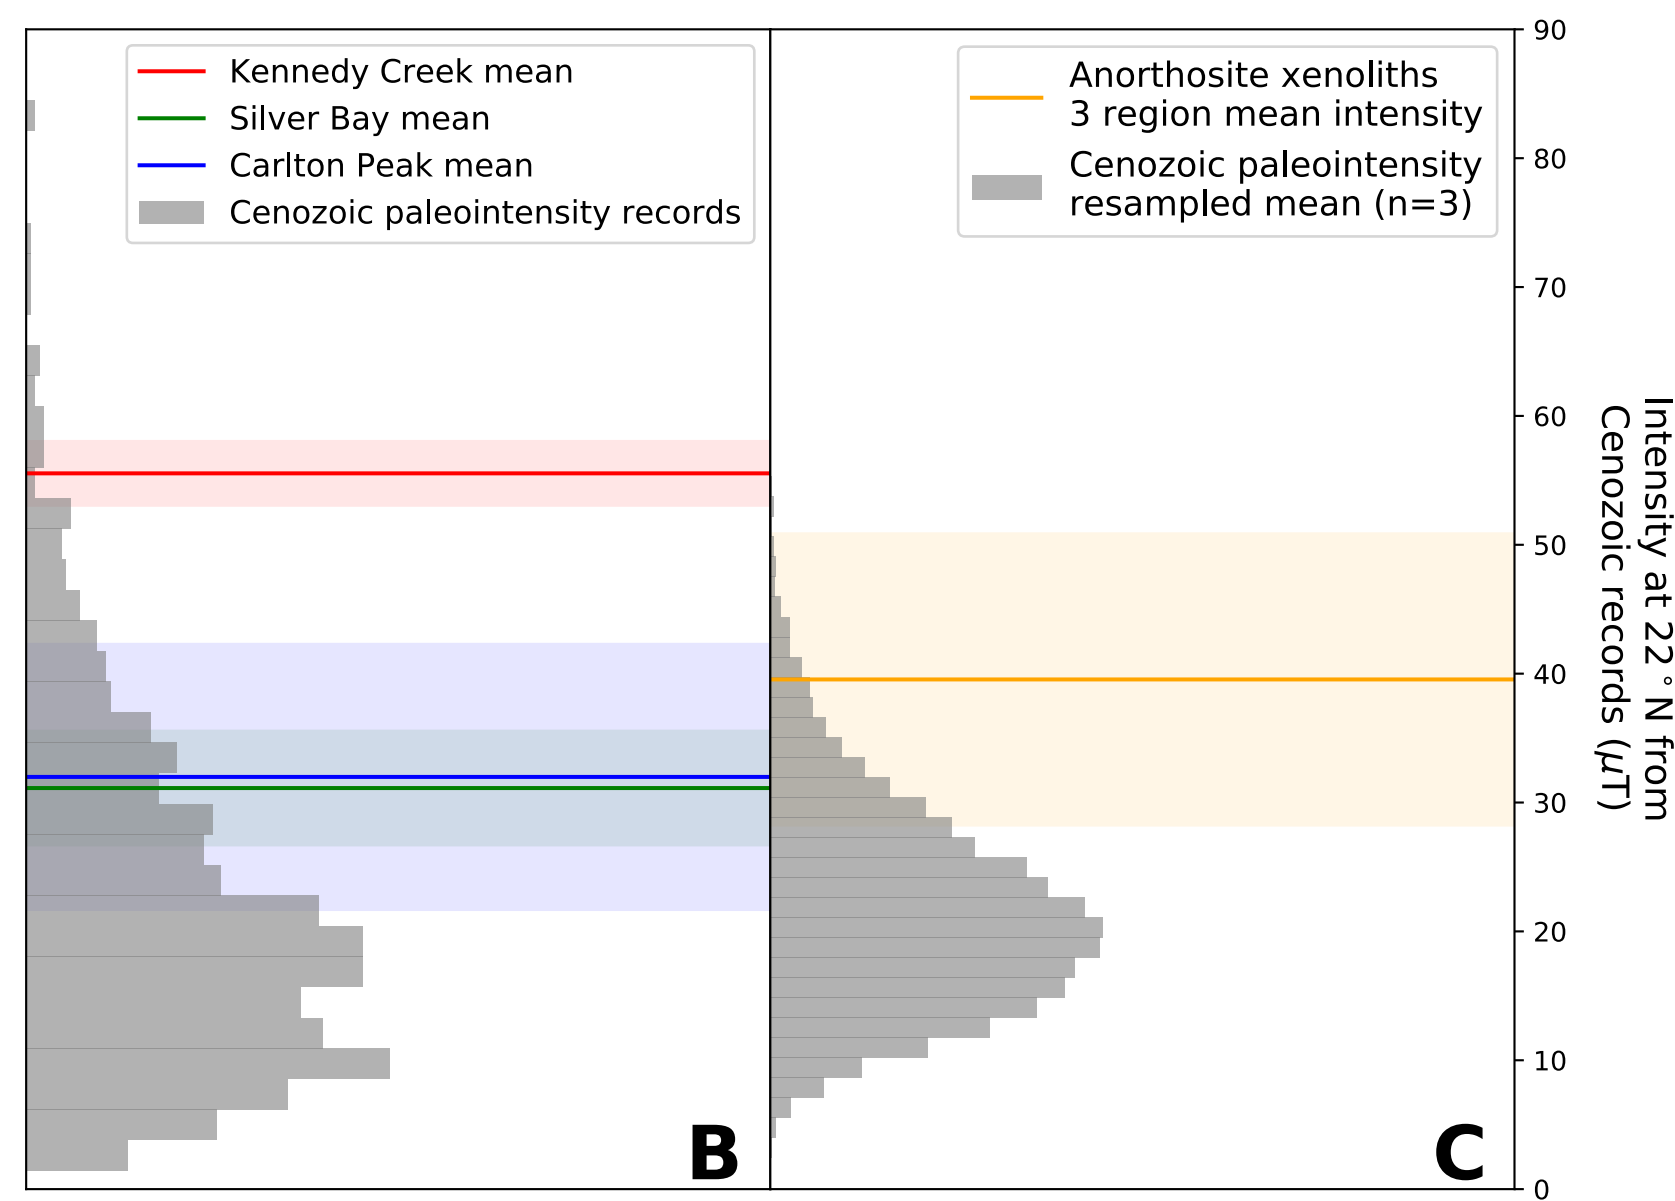 Kennedy Creek mean
Silver Bay mean
Carlton Peak mean
Cenozoic paleointensity records
B
Anorthosite xenoliths
3 region mean intensity
Cenozoic paleointensity
resampled mean (n=3)
C
90
80
70
60
50
40
30
20
10
0
Intensity at 22°N from
Cenozoic records (μT)